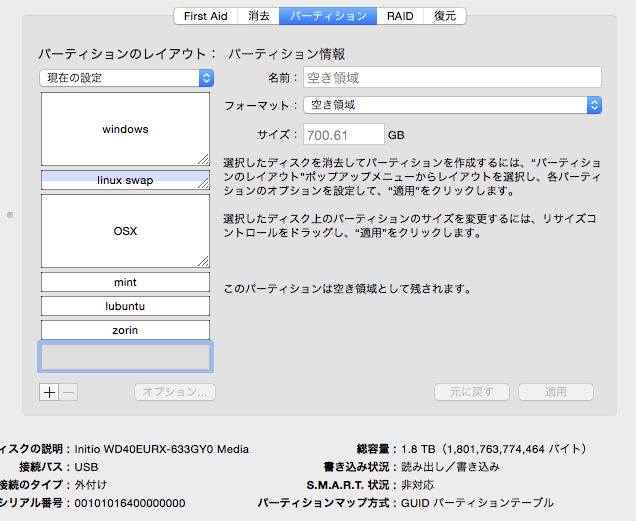 First Aid 消去 パーティション RAID 復元
パーティションのレイアウト： パーティション情報
現在の設定
名前： 空き領域
フォーマット： 空き領域
サイズ： 700.61 GB
windows
linux swap
OSX
mint
lubuntu
zorin
選択したディスクを消去してパーティションを作成するには、“パーティショ
ンのレイアウト”ポップアップメニューからレイアウトを選択し、各パーティ
ションのオプションを設定して、“適用”をクリックします。
選択したディスク上のパーティションのサイズを変更するには、リサイズコ
ントロールをドラッグし、“適用”をクリックします。
このパーティションは空き領域として残されます。
＋ − オプション... 元に戻す 適用
ィスクの説明： Initio WD40EURX-633GY0 Media 総容量： 1.8 TB（1,801,763,774,464 バイト）
接続バス： USB 書き込み状況： 読み出し／書き込み
接続のタイプ： 外付け S.M.A.R.T. 状況： 非対応
シリアル番号： 00101016400000000 パーティションマップ方式： GUID パーティションテーブル